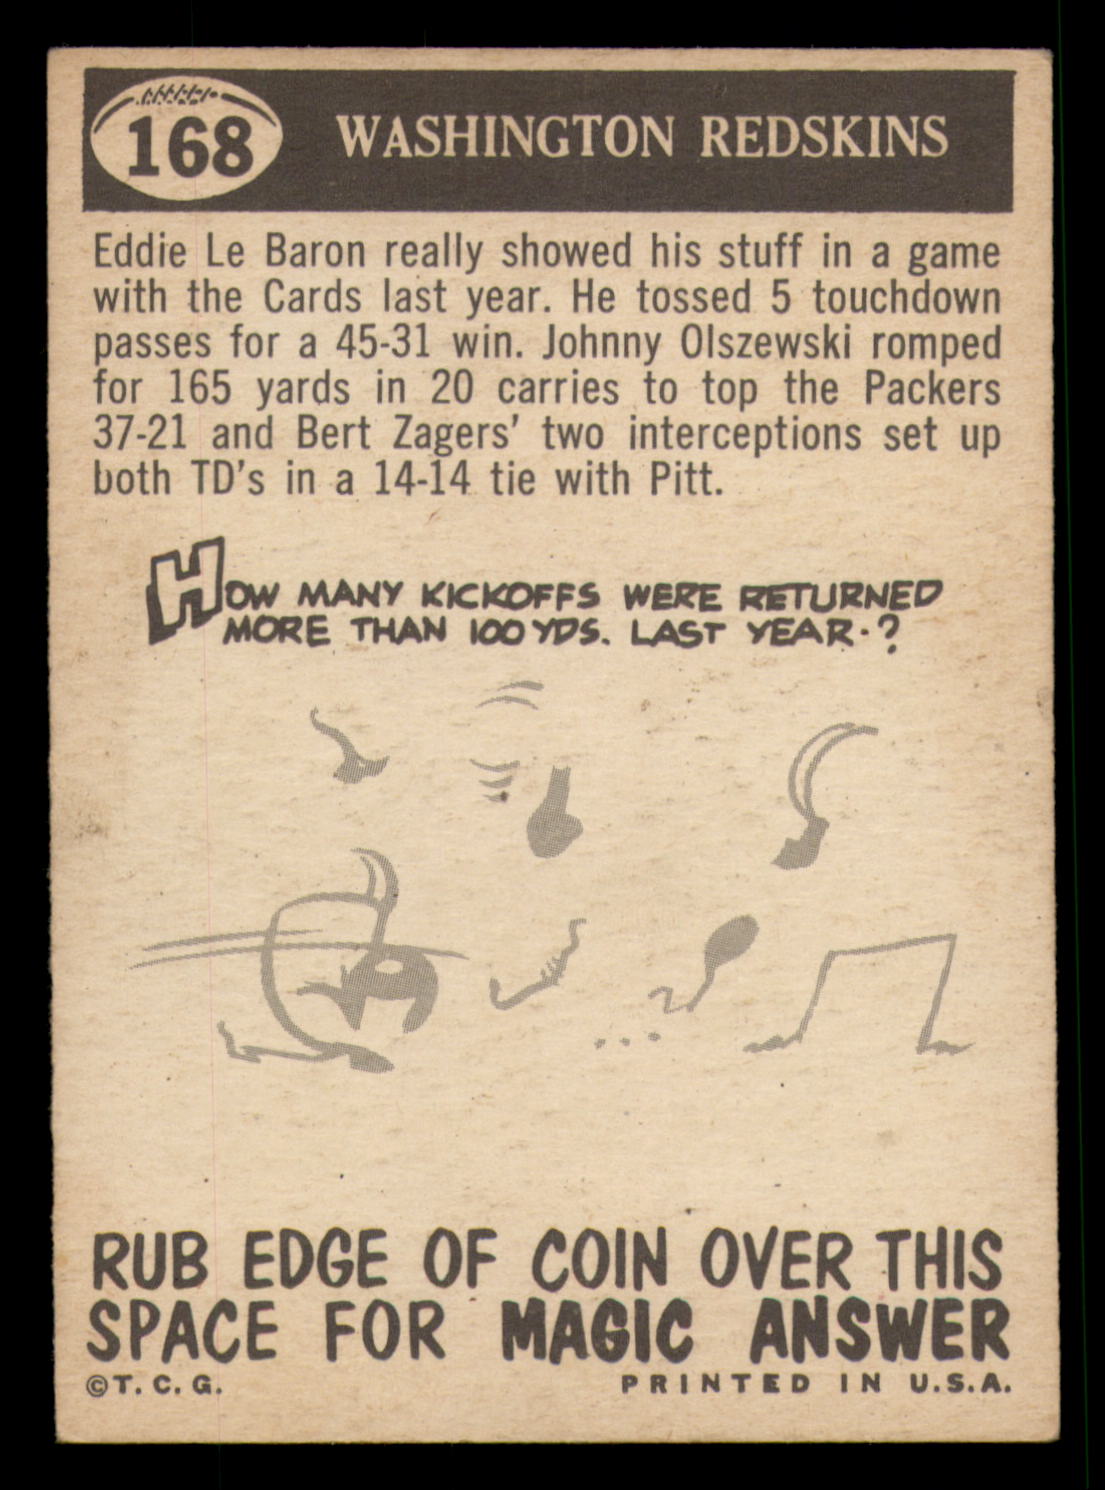 168 WASHINGTON REDSKINS
Eddie Le Baron really showed his stuff in a game
with the Cards last year. He tossed 5 touchdown
passes for a 45-31 win. Johnny Olszewski romped
for 165 yards in 20 carries to top the Packers
37-21 and Bert Zagers' two interceptions set up
both TD's in a 14-14 tie with Pitt.
HOW MANY KICKOFFS WERE RETURNED
MORE THAN 100 YDS. LAST YEAR.?
RUB EDGE OF COIN OVER THIS
SPACE FOR MAGIC ANSWER
©T. C. G. PRINTED IN U.S.A.